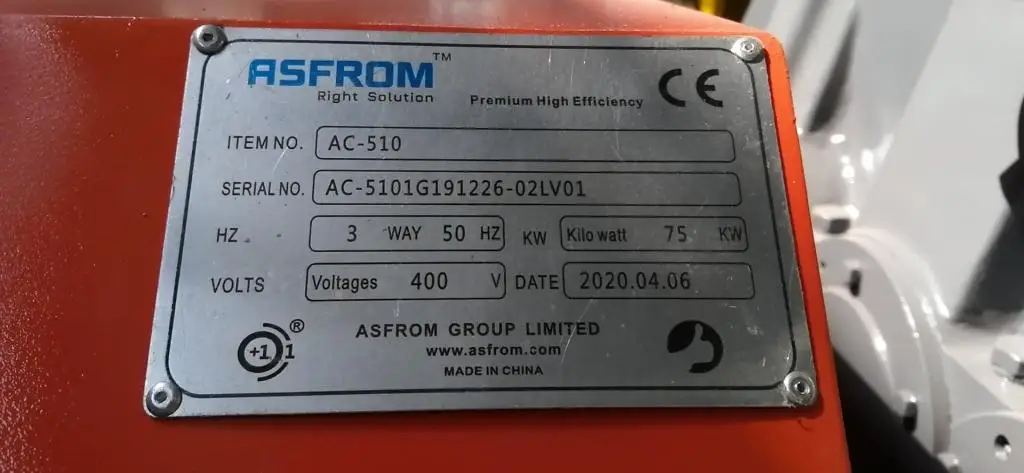 ASFROM™
Right Solution
Premium High Efficiency CE
ITEM NO. AC-510
SERIAL NO. AC-5101G191226-02LV01
HZ 3 WAY 50 HZ KW Kilo watt 75 KW
VOLTS Voltages 400 V DATE 2020.04.06
+1 1 ®
ASFROM GROUP LIMITED
www.asfrom.com
MADE IN CHINA